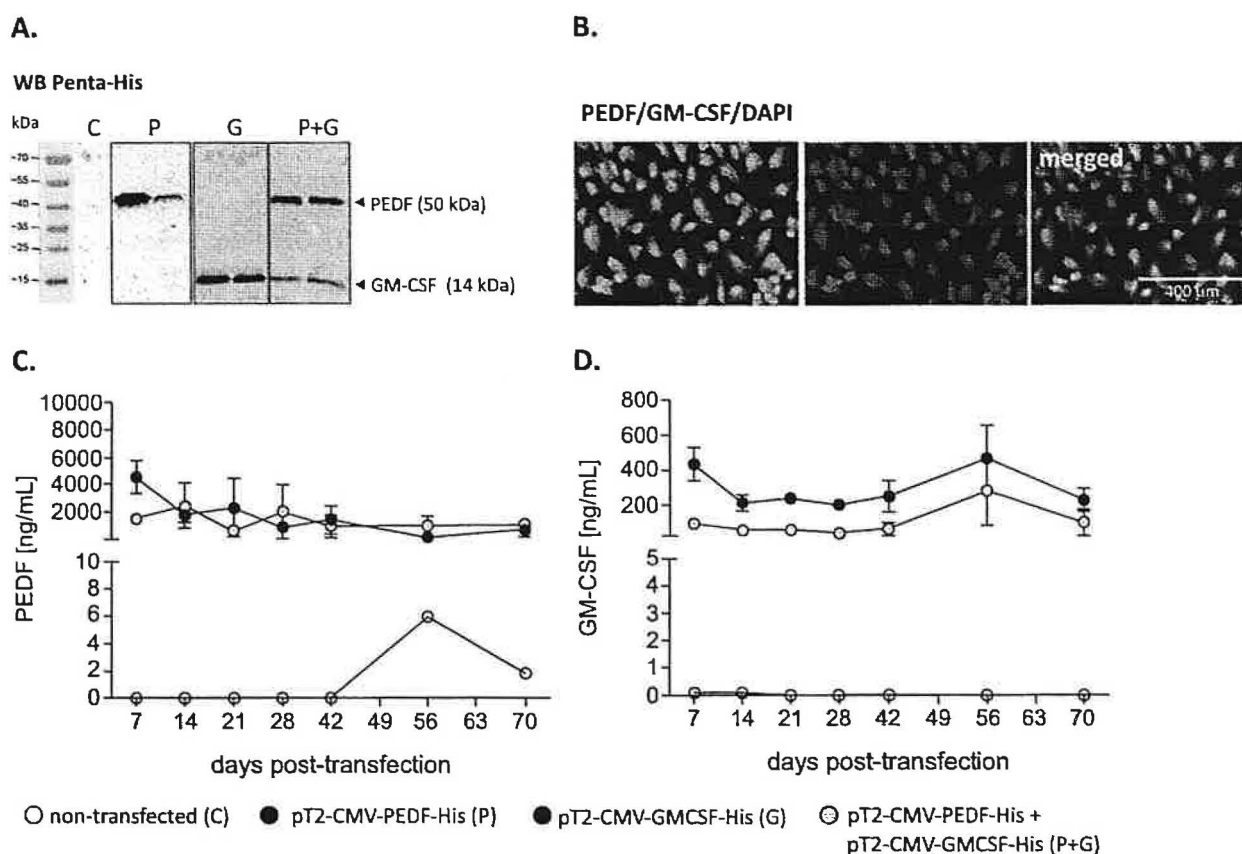 A.
WB Penta-His
kDa C P G P+G
-70-
-55-
-40-
-35-
-25-
-15-
PEDF (50 kDa)
GM-CSF (14 kDa)
B.
PEDF/GM-CSF/DAPI
merged
400 µm
C.
PEDF [ng/mL]
10000
8000
6000
4000
2000
10
8
6
4
2
0
7 14 21 28 42 49 56 63 70
days post-transfection
D.
GM-CSF [ng/mL]
800
600
400
200
5
4
3
2
1
0
7 14 21 28 42 49 56 63 70
days post-transfection
non-transfected (C) pT2-CMV-PEDF-His (P) pT2-CMV-GMCSF-His (G) pT2-CMV-PEDF-His +
pT2-CMV-GMCSF-His (P+G)